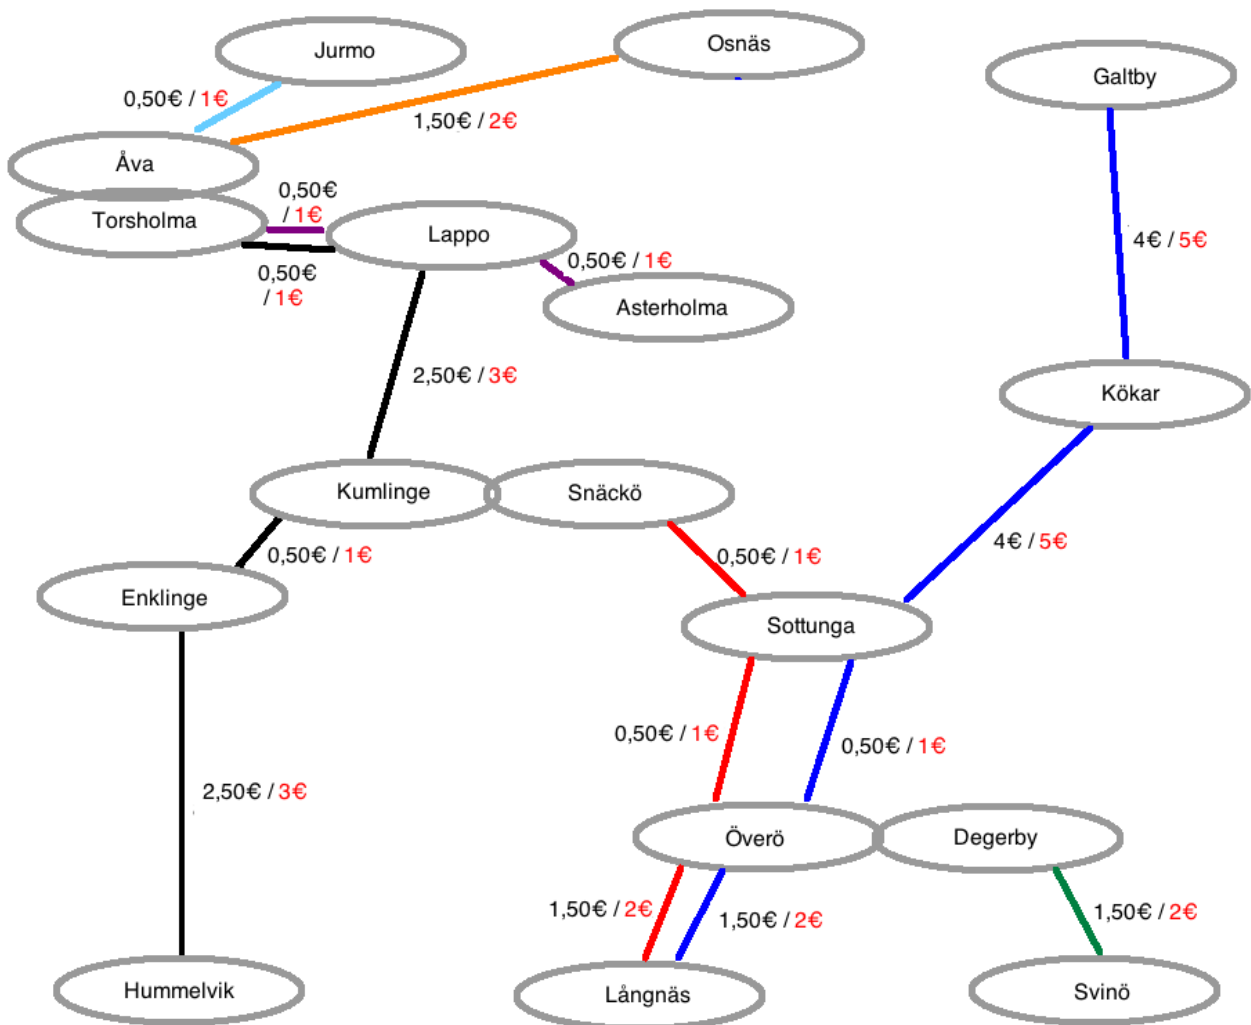 Jurmo
Osnäs
Galtby
0,50€ / 1€
1,50€ / 2€
Åva
0,50€
/ 1€
Torsholma
Lappo
4€ / 5€
0,50€ / 1€
0,50€
/ 1€
Asterholma
2,50€ / 3€
Kökar
Kumlinge
Snäckö
0,50€ / 1€
0,50€ / 1€
4€ / 5€
Enklinge
Sottunga
0,50€ / 1€
0,50€ / 1€
2,50€ / 3€
Överö
Degerby
1,50€ / 2€
1,50€ / 2€
1,50€ / 2€
Hummelvik
Långnäs
Svinö